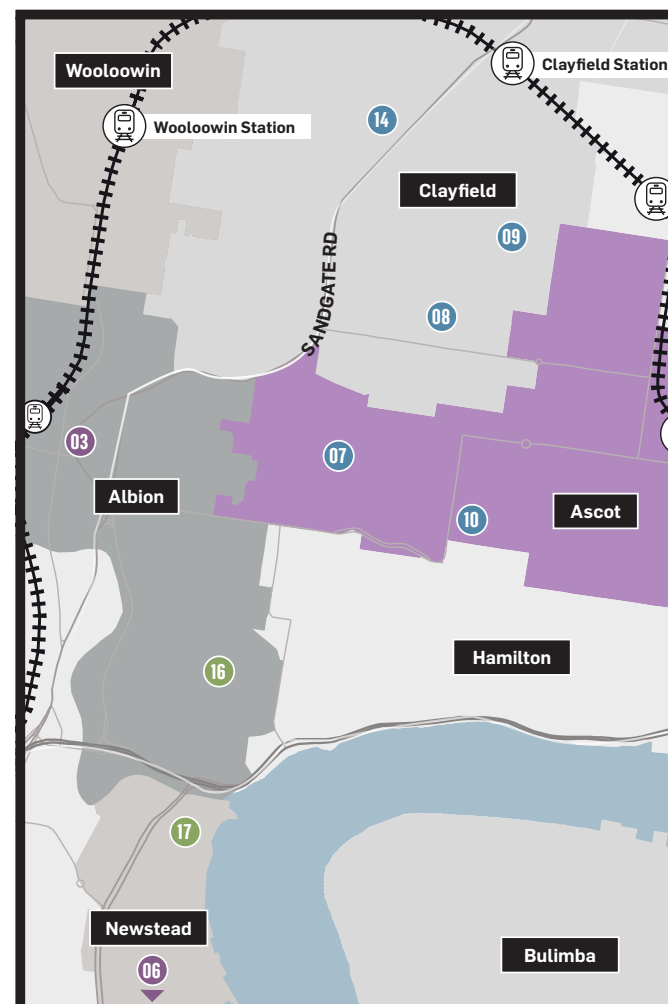 Wooloowin
Clayfield Station
14
Wooloowin Station
Clayfield
09
SANDGATE RD
08
03
07
Albion
10
Ascot
Hamilton
16
17
Newstead
Bulimba
06